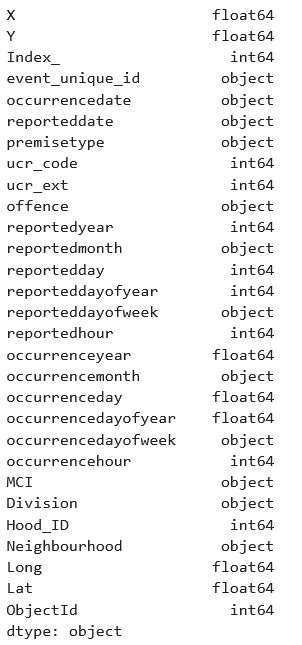 X float64
Y float64
Index_ int64
event_unique_id object
occurrencedate object
reporteddate object
premisetype object
ucr_code int64
ucr_ext int64
offence object
reportedyear int64
reportedmonth object
reportedday int64
reporteddayofyear int64
reporteddayofweek object
reportedhour int64
occurrenceyear float64
occurrencemonth object
occurrenceday float64
occurrencedayofyear float64
occurrencedayofweek object
occurrencehour int64
MCI object
Division object
Hood_ID int64
Neighbourhood object
Long float64
Lat float64
ObjectId int64
dtype: object